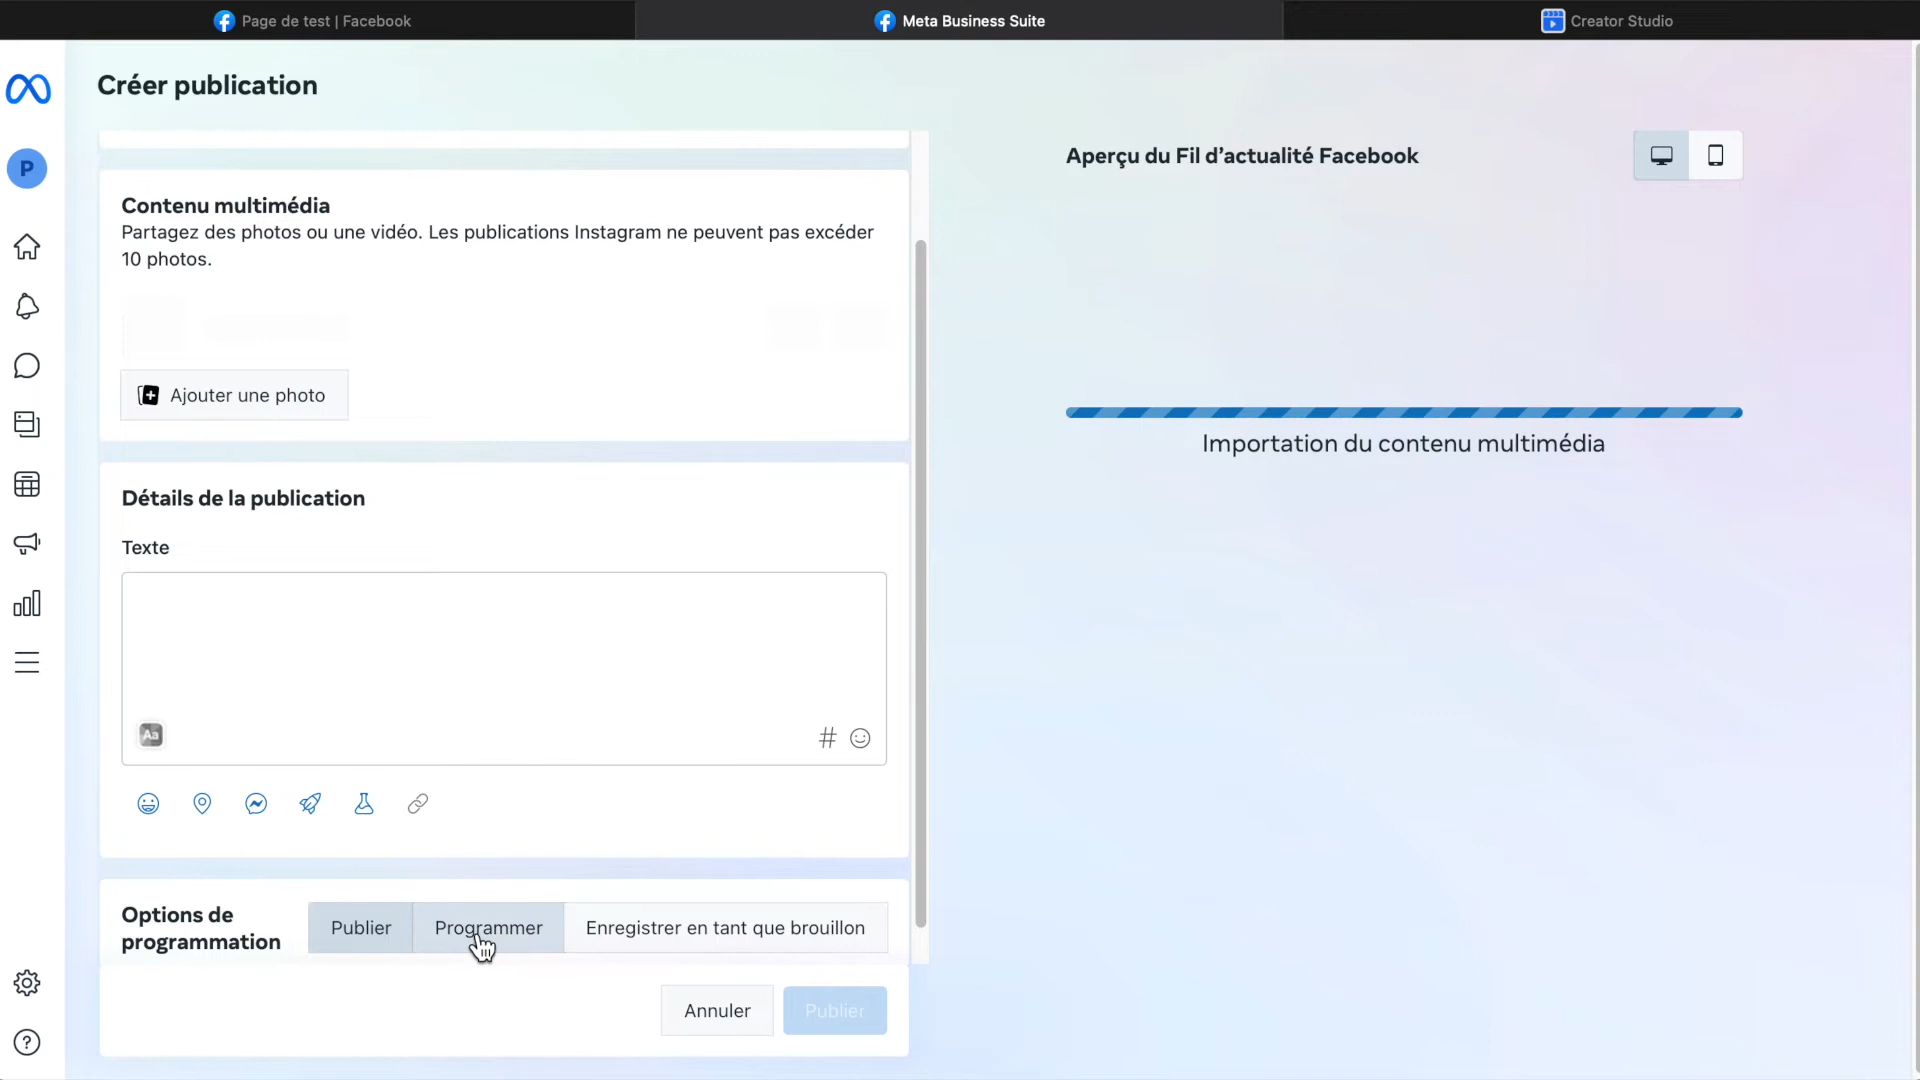 Page de test | Facebook
Meta Business Suite
Creator Studio
Créer publication
P
Contenu multimédia
Partagez des photos ou une vidéo. Les publications Instagram ne peuvent pas excéder
10 photos.
Ajouter une photo
Détails de la publication
Texte
Aa
#
Options de
programmation
Publier
Programmer
Enregistrer en tant que brouillon
Annuler
Publier
Aperçu du Fil d’actualité Facebook
Importation du contenu multimédia